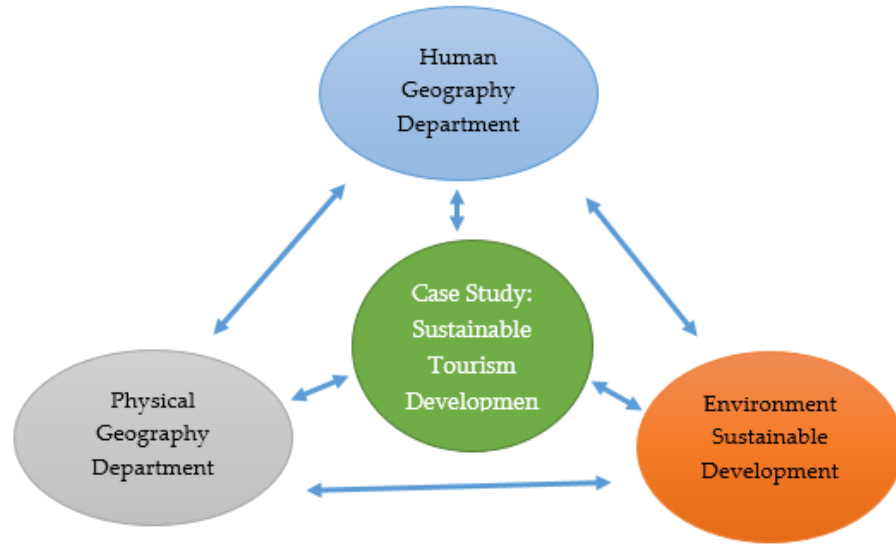 Human
Geography
Department
Case Study:
Sustainable
Tourism
Developmen
Physical
Geography
Department
Environment
Sustainable
Development